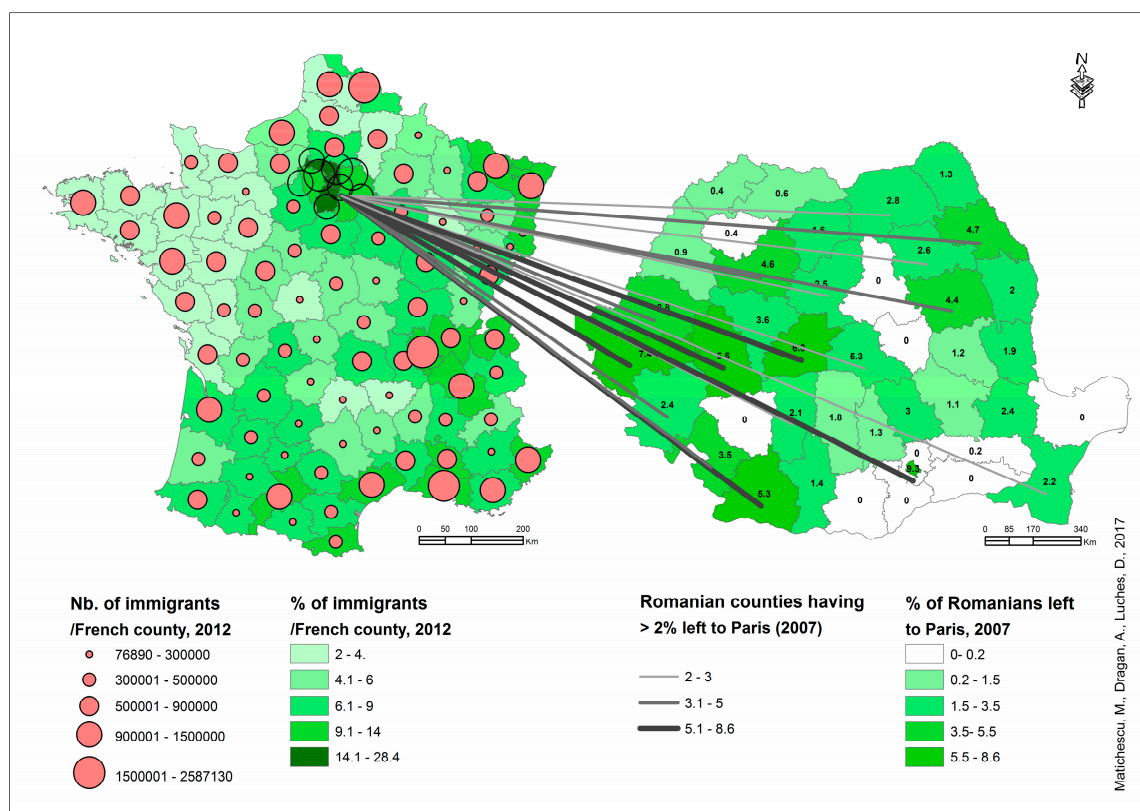 N
1.3
0.4
0.6
2.8
4.7
0.4
2.6
0.9
4.6
0
2
2.5
4.4
3.6
0
1.2
1.9
7.4
6.3
2.4
2.1
1.0
1.3
3
1.1
2.4
0
0
3.5
0
0.2
9.3
0
2.2
5.3
1.4
0
0
0 50 100 200
Km
0 85 170 340
Km
Nb. of immigrants
/French county, 2012
76890 - 300000
300001 - 500000
500001 - 900000
900001 - 1500000
1500001 - 2587130
% of immigrants
/French county, 2012
2 - 4.
4.1 - 6
6.1 - 9
9.1 - 14
14.1 - 28.4
Romanian counties having
> 2% left to Paris (2007)
2 - 3
3.1 - 5
5.1 - 8.6
% of Romanians left
to Paris, 2007
0- 0.2
0.2 - 1.5
1.5 - 3.5
3.5- 5.5
5.5 - 8.6
Matichescu, M., Dragan, A., Luches, D., 2017